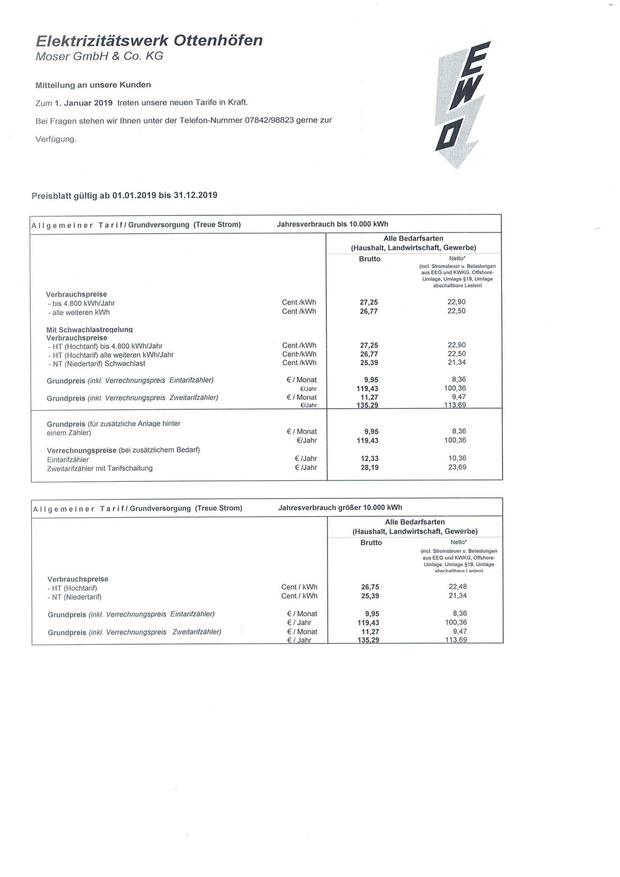 Elektrizitätswerk Ottenhöfen
Moser GmbH & Co. KG
EWO
Mitteilung an unsere Kunden
Zum 1. Januar 2019 treten unsere neuen Tarife in Kraft.
Bei Fragen stehen wir Ihnen unter der Telefon-Nummer 07842/98823 gerne zur
Verfügung.
Preisblatt gültig ab 01.01.2019 bis 31.12.2019
Allgemeiner Tarif/Grundversorgung (Treue Strom) Jahresverbrauch bis 10.000 kWh
Alle Bedarfsarten
(Haushalt, Landwirtschaft, Gewerbe)
Brutto Netto*
(incl. Stromsteuer u. Belastungen
aus EEG und KWKG, Offshore-
Umlage, Umlage §19, Umlage
abschaltbare Lasten)
Verbrauchspreise
- bis 4.800 kWh/Jahr Cent /kWh 27,25 22,90
- alle weiteren kWh Cent /kWh 26,77 22,50
Mit Schwachlastregelung
Verbrauchspreise
- HT (Hochtarif) bis 4.800 kWh/Jahr Cent/kWh 27,25 22,90
- HT (Hochtarif) alle weiteren kWh/Jahr Cent/kWh 26,77 22,50
- NT (Niedertarif) Schwachlast Cent/kWh 25,39 21,34
Grundpreis (inkl. Verrechnungspreis Eintarifzähler) € / Monat 9,95 8,36
€/Jahr 119,43 100,36
Grundpreis (inkl. Verrechnungspreis Zweitarifzähler) € / Monat 11,27 9,47
€/Jahr 135,29 113,69
Grundpreis (für zusätzliche Anlage hinter
einem Zähler) € / Monat 9,95 8,36
€/Jahr 119,43 100,36
Verrechnungspreise (bei zusätzlichem Bedarf)
Eintarifzähler € /Jahr 12,33 10,36
Zweitarifzähler mit Tarifschaltung € /Jahr 28,19 23,69
Allgemeiner Tarif/Grundversorgung (Treue Strom) Jahresverbrauch größer 10.000 kWh
Alle Bedarfsarten
(Haushalt, Landwirtschaft, Gewerbe)
Brutto Netto*
(incl. Stromsteuer u. Belastungen
aus EEG und KWKG, Offshore-
Umlage, Umlage §19, Umlage
abschaltbare Lasten)
Verbrauchspreise
- HT (Hochtarif) Cent / kWh 26,75 22,48
- NT (Niedertarif) Cent / kWh 25,39 21,34
Grundpreis (inkl. Verrechnungspreis Eintarifzähler) € / Monat 9,95 8,36
€ / Jahr 119,43 100,36
Grundpreis (inkl. Verrechnungspreis Zweitarifzähler) € / Monat 11,27 9,47
€ / Jahr 135,29 113,69